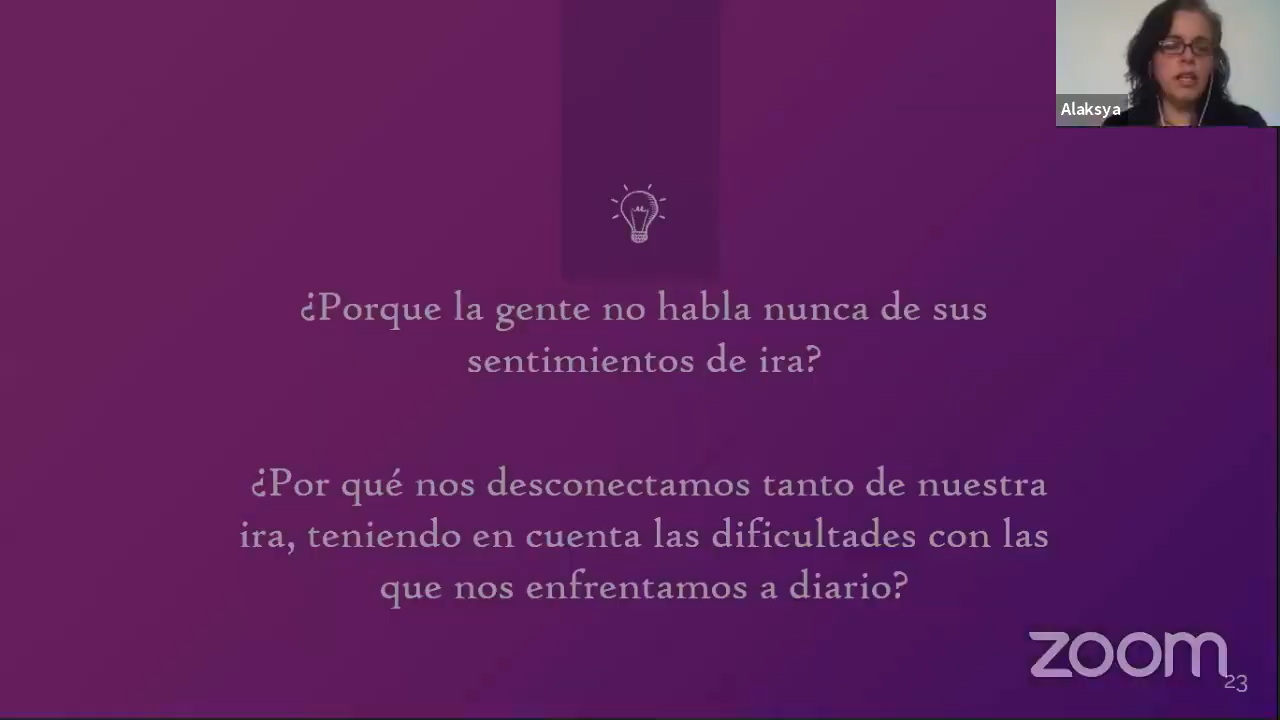 Alaksya
¿Porque la gente no habla nunca de sus
sentimientos de ira?
¿Por qué nos desconectamos tanto de nuestra
ira, teniendo en cuenta las dificultades con las
que nos enfrentamos a diario?
zoom
23